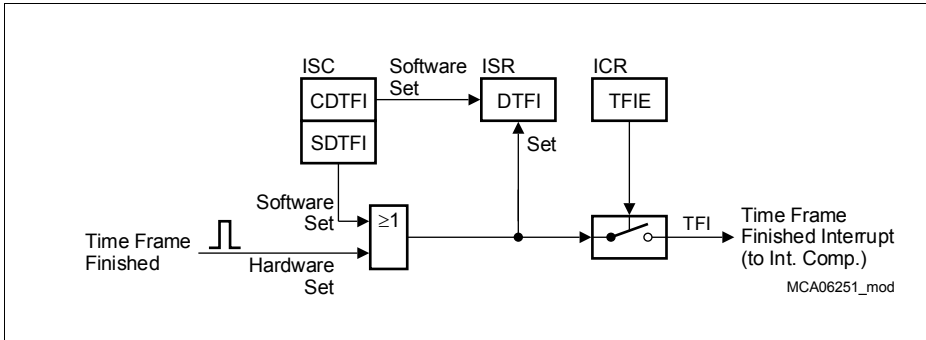 ISC
Software
Set
ISR
ICR
CDTFI
DTFI
TFIE
SDTFI
Set
Software
Set
≥1
Time Frame
Finished
Hardware
Set
TFI
Time Frame
Finished Interrupt
(to Int. Comp.)
MCA06251_mod